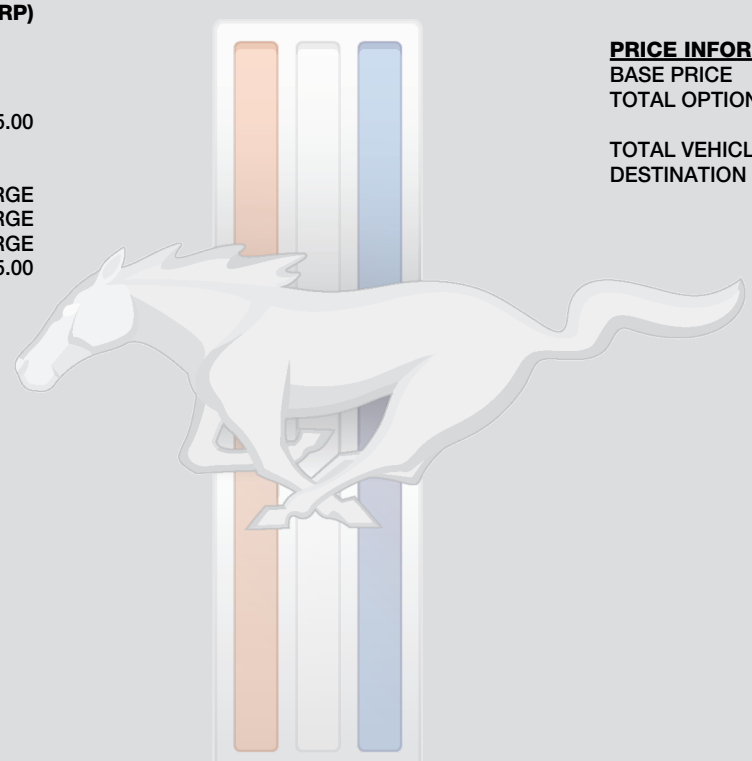 RP)
5.00
RGE
RGE
RGE
5.00
PRICE INFOR
BASE PRICE
TOTAL OPTION
TOTAL VEHICL
DESTINATION